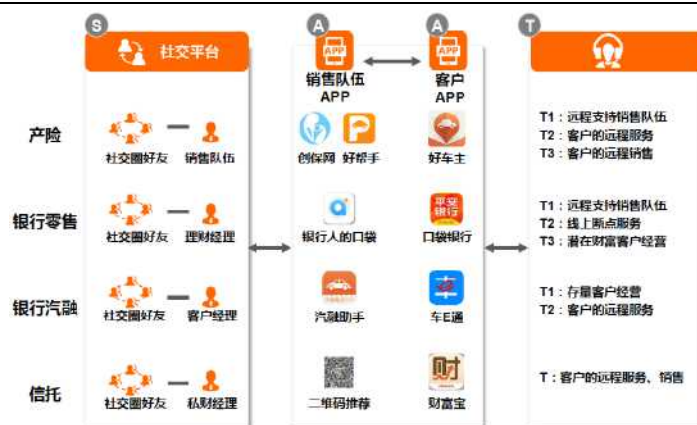 S
A
A
T
社交平台
APP
APP
销售队伍
APP
客户
APP
产险
社交圈好友
销售队伍
创保网
好帮手
好车主
T1：远程支持销售队伍
T2：客户的远程服务
T3：客户的远程销售
银行零售
社交圈好友
理财经理
银行人的口袋
平安
银行
口袋银行
T1：远程支持销售队伍
T2：线上断点服务
T3：潜在财富客户经营
银行汽融
社交圈好友
客户经理
汽融助手
车E通
T1：存量客户经营
T2：客户的远程服务
信托
社交圈好友
私财经理
二维码推荐
财
财富宝
T：客户的远程服务、销售